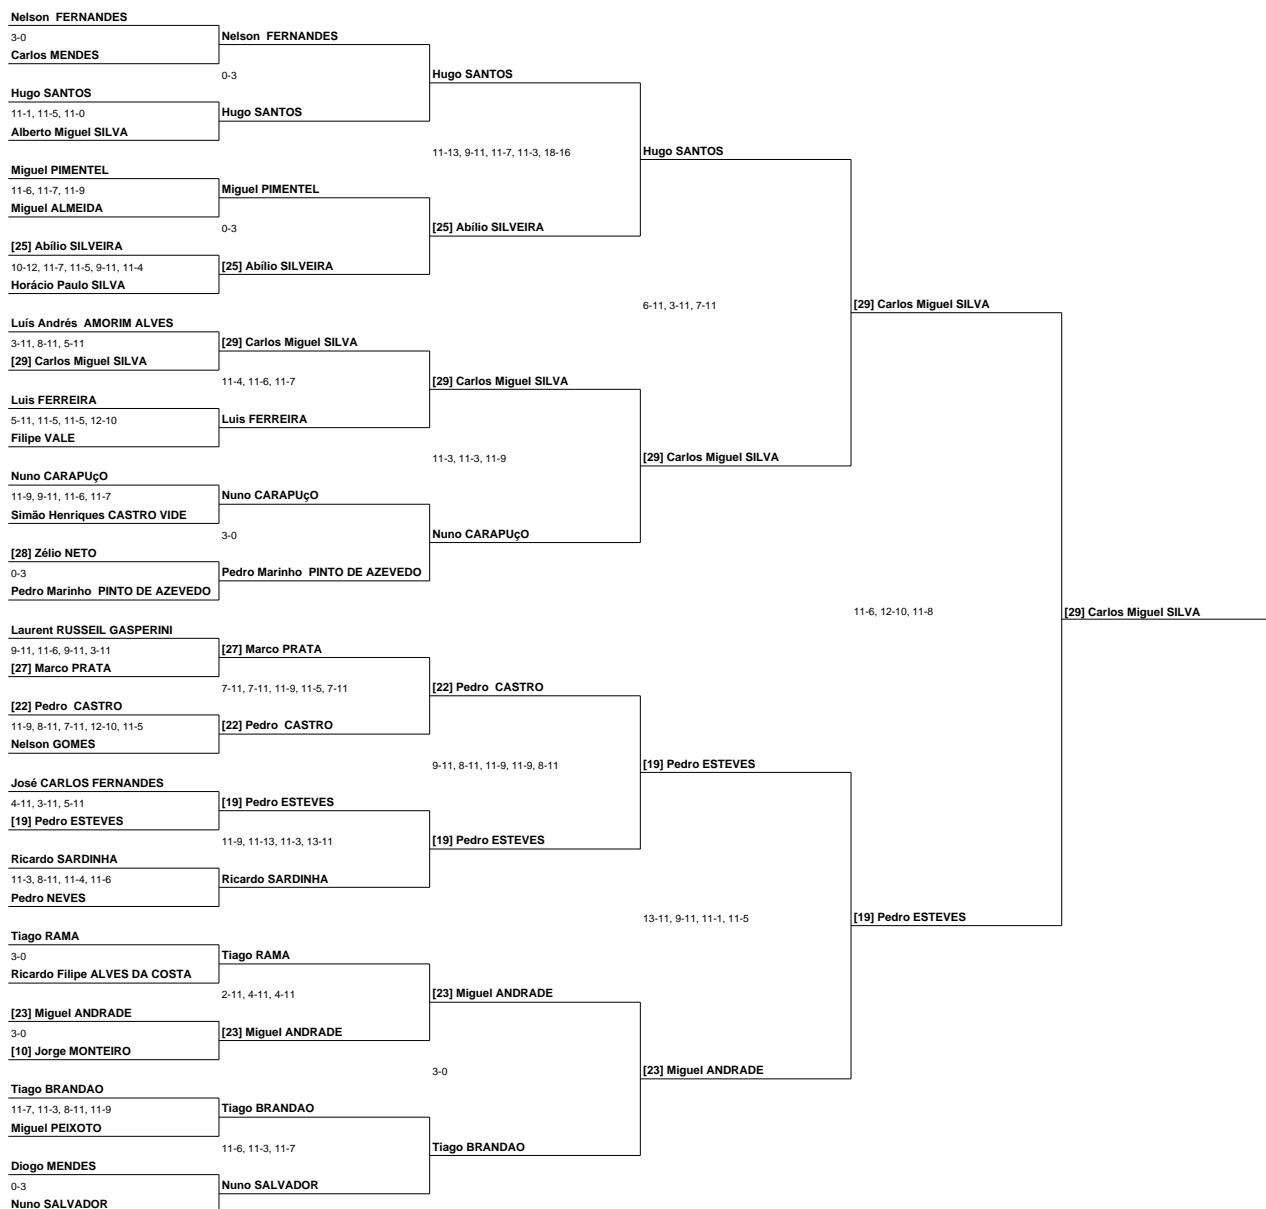 Nelson  FERNANDES
3-0
Carlos MENDES
Hugo SANTOS
11-1, 11-5, 11-0
Alberto Miguel SILVA
Miguel PIMENTEL
11-6, 11-7, 11-9
Miguel ALMEIDA
[25] Abílio SILVEIRA
10-12, 11-7, 11-5, 9-11, 11-4
Horácio Paulo SILVA
Luís Andrés  AMORIM ALVES
3-11, 8-11, 5-11
[29] Carlos Miguel SILVA
Luis FERREIRA
5-11, 11-5, 11-5, 12-10
Filipe VALE
Nuno CARAPUçO
11-9, 9-11, 11-6, 11-7
Simão Henriques CASTRO VIDE
[28] Zélio NETO
0-3
Pedro Marinho  PINTO DE AZEVEDO
Laurent RUSSEIL GASPERINI
9-11, 11-6, 9-11, 3-11
[27] Marco PRATA
[22] Pedro  CASTRO
11-9, 8-11, 7-11, 12-10, 11-5
Nelson GOMES
José CARLOS FERNANDES
4-11, 3-11, 5-11
[19] Pedro ESTEVES
Ricardo SARDINHA
11-3, 8-11, 11-4, 11-6
Pedro NEVES
Tiago RAMA
3-0
Ricardo Filipe ALVES DA COSTA
[23] Miguel ANDRADE
3-0
[10] Jorge MONTEIRO
Tiago BRANDAO
11-7, 11-3, 8-11, 11-9
Miguel PEIXOTO
Diogo MENDES
0-3
Nuno SALVADOR
Nelson  FERNANDES
0-3
Hugo SANTOS
Miguel PIMENTEL
0-3
[25] Abílio SILVEIRA
[29] Carlos Miguel SILVA
11-4, 11-6, 11-7
Luis FERREIRA
Nuno CARAPUçO
3-0
Pedro Marinho  PINTO DE AZEVEDO
[27] Marco PRATA
7-11, 7-11, 11-9, 11-5, 7-11
[22] Pedro  CASTRO
[19] Pedro ESTEVES
11-9, 11-13, 11-3, 13-11
Ricardo SARDINHA
Tiago RAMA
2-11, 4-11, 4-11
[23] Miguel ANDRADE
Tiago BRANDAO
11-6, 11-3, 11-7
Nuno SALVADOR
Hugo SANTOS
11-13, 9-11, 11-7, 11-3, 18-16
[25] Abílio SILVEIRA
[29] Carlos Miguel SILVA
11-3, 11-3, 11-9
Nuno CARAPUçO
[22] Pedro  CASTRO
9-11, 8-11, 11-9, 11-9, 8-11
[19] Pedro ESTEVES
[23] Miguel ANDRADE
3-0
Tiago BRANDAO
Hugo SANTOS
6-11, 3-11, 7-11
[29] Carlos Miguel SILVA
[19] Pedro ESTEVES
13-11, 9-11, 11-1, 11-5
[23] Miguel ANDRADE
[29] Carlos Miguel SILVA
11-6, 12-10, 11-8
[19] Pedro ESTEVES
[29] Carlos Miguel SILVA